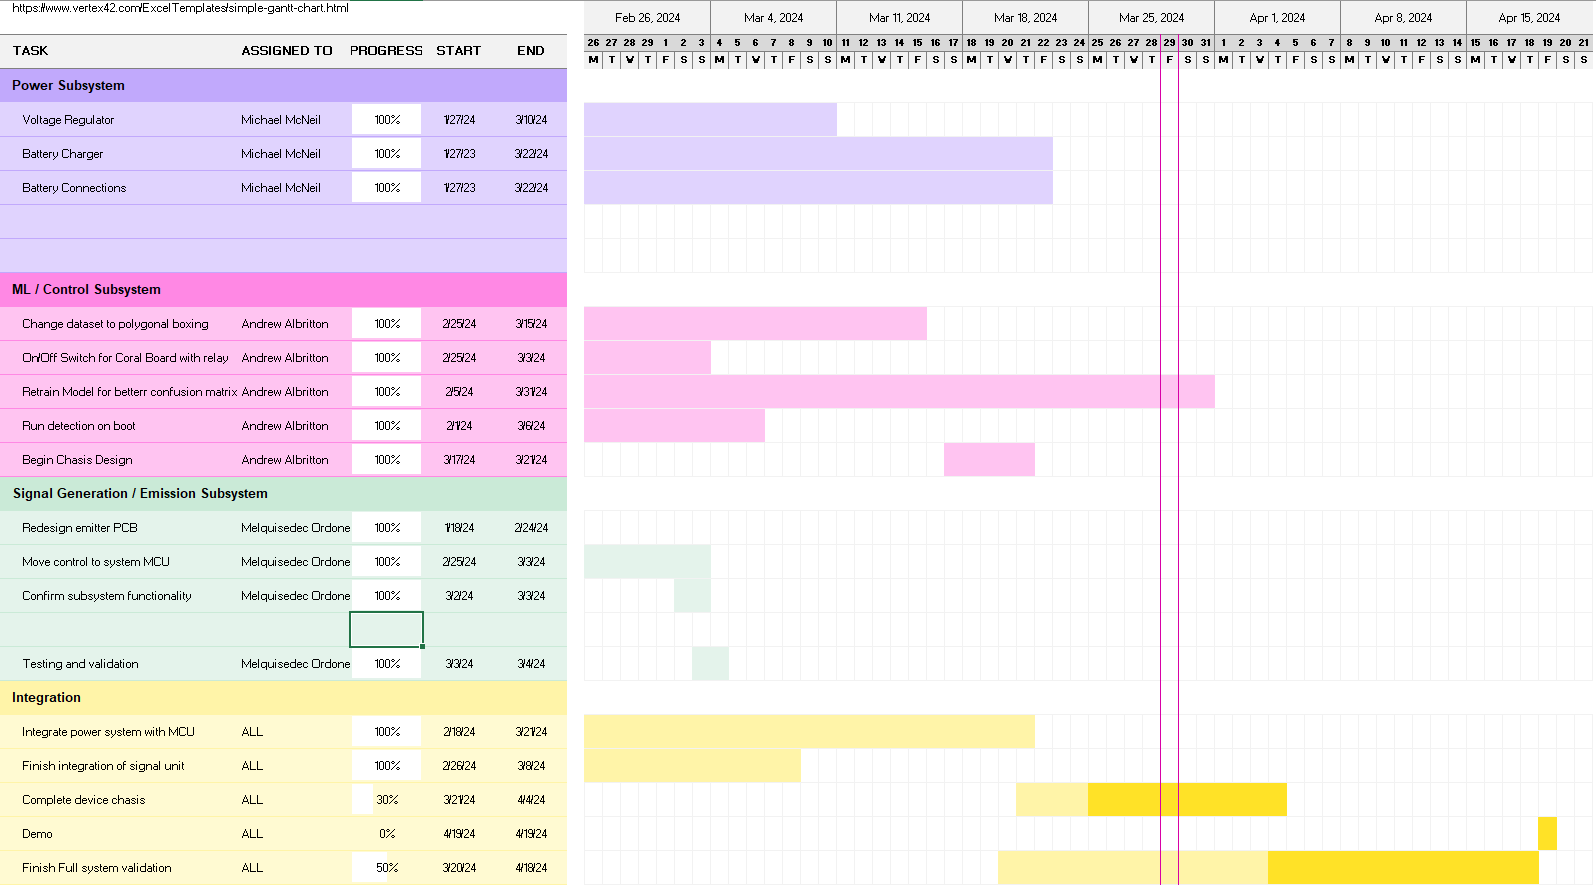 https://www.vertex42.com/ExcelTemplates/simple-gantt-chart.html
Feb 26, 2024 Mar 4, 2024 Mar 11, 2024 Mar 18, 2024 Mar 25, 2024 Apr 1, 2024 Apr 8, 2024 Apr 15, 2024
26 27 28 29 1 2 3 4 5 6 7 8 9 10 11 12 13 14 15 16 17 18 19 20 21 22 23 24 25 26 27 28 29 30 31 1 2 3 4 5 6 7 8 9 10 11 12 13 14 15 16 17 18 19 20 21
TASK ASSIGNED TO PROGRESS START END
M T W T F S S M T W T F S S M T W T F S S M T W T F S S M T W T F S S M T W T F S S M T W T F S S M T W T F S S
Power Subsystem
Voltage Regulator Michael McNeil 100% 1/27/24 3/10/24
Battery Charger Michael McNeil 100% 1/27/23 3/22/24
Battery Connections Michael McNeil 100% 1/27/23 3/22/24
ML / Control Subsystem
Change dataset to polygonal boxing Andrew Albritton 100% 2/25/24 3/15/24
On/Off Switch for Coral Board with relay Andrew Albritton 100% 2/25/24 3/3/24
Retrain Model for betterr confusion matrix Andrew Albritton 100% 2/5/24 3/31/24
Run detection on boot Andrew Albritton 100% 2/1/24 3/6/24
Begin Chasis Design Andrew Albritton 100% 3/17/24 3/21/24
Signal Generation / Emission Subsystem
Redesign emitter PCB Melquisedec Ordone 100% 1/18/24 2/24/24
Move control to system MCU Melquisedec Ordone 100% 2/25/24 3/3/24
Confirm subsystem functionality Melquisedec Ordone 100% 3/2/24 3/3/24
Testing and validation Melquisedec Ordone 100% 3/3/24 3/4/24
Integration
Integrate power system with MCU ALL 100% 2/18/24 3/21/24
Finish integration of signal unit ALL 100% 2/26/24 3/8/24
Complete device chasis ALL 30% 3/21/24 4/4/24
Demo ALL 0% 4/19/24 4/19/24
Finish Full system validation ALL 50% 3/20/24 4/18/24